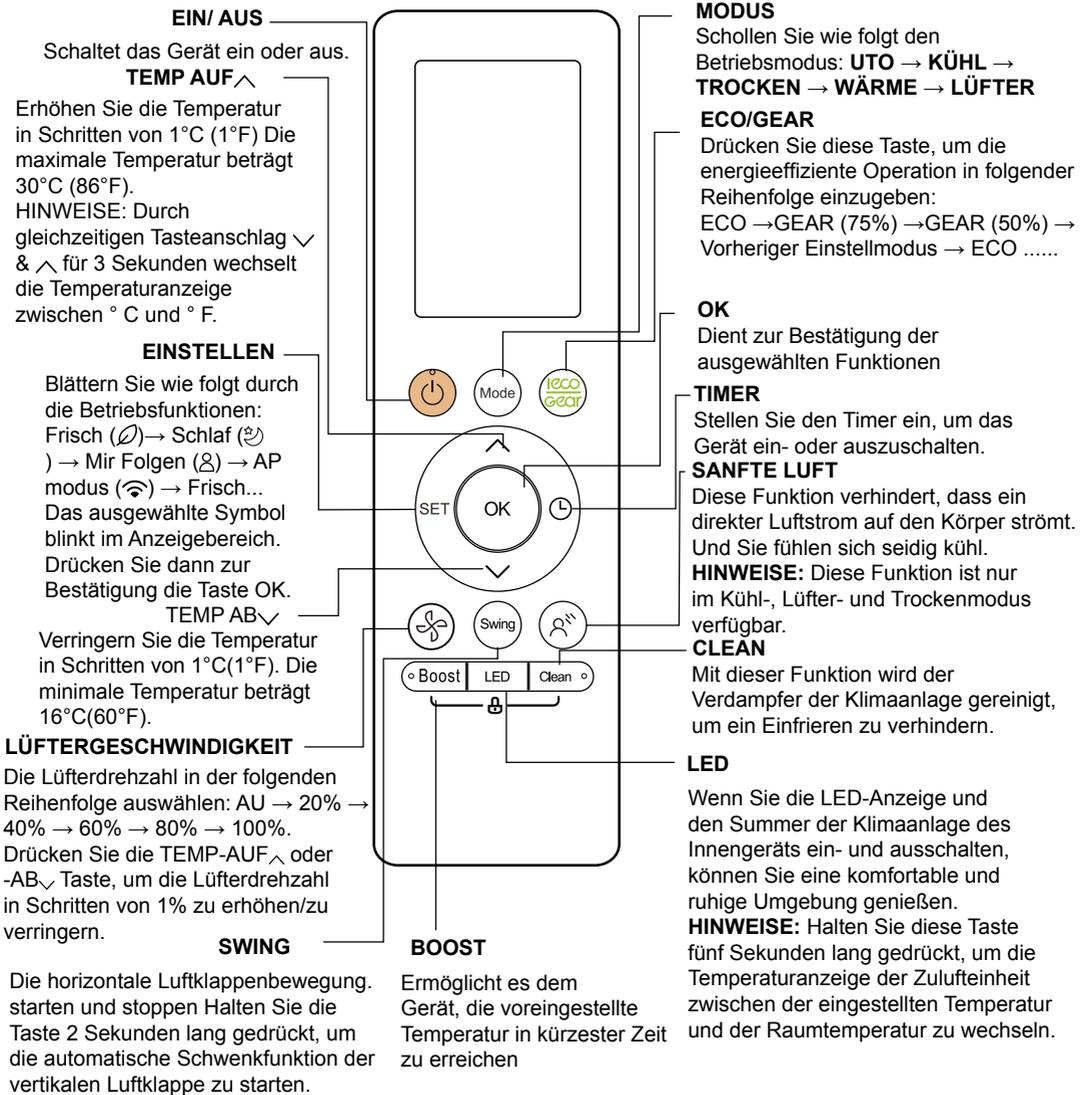 EIN/ AUS
Schaltet das Gerät ein oder aus.
TEMP AUF
Erhöhen Sie die Temperatur
in Schritten von 1°C (1°F) Die
maximale Temperatur beträgt
30°C (86°F).
HINWEISE: Durch
gleichzeitigen Tasteanschlag
& für 3 Sekunden wechselt
die Temperaturanzeige
zwischen ° C und ° F.
EINSTELLEN
Blättern Sie wie folgt durch
die Betriebsfunktionen:
Frisch ( )→ Schlaf (
) → Mir Folgen ( ) → AP
modus ( ) → Frisch...
Das ausgewählte Symbol
blinkt im Anzeigebereich.
Drücken Sie dann zur
Bestätigung die Taste OK.
TEMP AB
Verringern Sie die Temperatur
in Schritten von 1°C(1°F). Die
minimale Temperatur beträgt
16°C(60°F).
LÜFTERGESCHWINDIGKEIT
Die Lüfterdrehzahl in der folgenden
Reihenfolge auswählen: AU → 20% →
40% → 60% → 80% → 100%.
Drücken Sie die TEMP-AUF oder
-AB Taste, um die Lüfterdrehzahl
in Schritten von 1% zu erhöhen/zu
verringern.
SWING
Die horizontale Luftklappenbewegung.
starten und stoppen Halten Sie die
Taste 2 Sekunden lang gedrückt, um
die automatische Schwenkfunktion der
vertikalen Luftklappe zu starten.
Mode
ieco
Gear
SET
OK
Swing
Boost
LED
Clean
BOOST
Ermöglicht es dem
Gerät, die voreingestellte
Temperatur in kürzester Zeit
zu erreichen
MODUS
Schollen Sie wie folgt den
Betriebsmodus: UTO → KÜHL →
TROCKEN → WÄRME → LÜFTER
ECO/GEAR
Drücken Sie diese Taste, um die
energieeffiziente Operation in folgender
Reihenfolge einzugeben:
ECO →GEAR (75%) →GEAR (50%) →
Vorheriger Einstellmodus → ECO ......
OK
Dient zur Bestätigung der
ausgewählten Funktionen
TIMER
Stellen Sie den Timer ein, um das
Gerät ein- oder auszuschalten.
SANFTE LUFT
Diese Funktion verhindert, dass ein
direkter Luftstrom auf den Körper strömt.
Und Sie fühlen sich seidig kühl.
HINWEISE: Diese Funktion ist nur
im Kühl-, Lüfter- und Trockenmodus
verfügbar.
CLEAN
Mit dieser Funktion wird der
Verdampfer der Klimaanlage gereinigt,
um ein Einfrieren zu verhindern.
LED
Wenn Sie die LED-Anzeige und
den Summer der Klimaanlage des
Innengeräts ein- und ausschalten,
können Sie eine komfortable und
ruhige Umgebung genießen.
HINWEISE: Halten Sie diese Taste
fünf Sekunden lang gedrückt, um die
Temperaturanzeige der Zulufteinheit
zwischen der eingestellten Temperatur
und der Raumtemperatur zu wechseln.